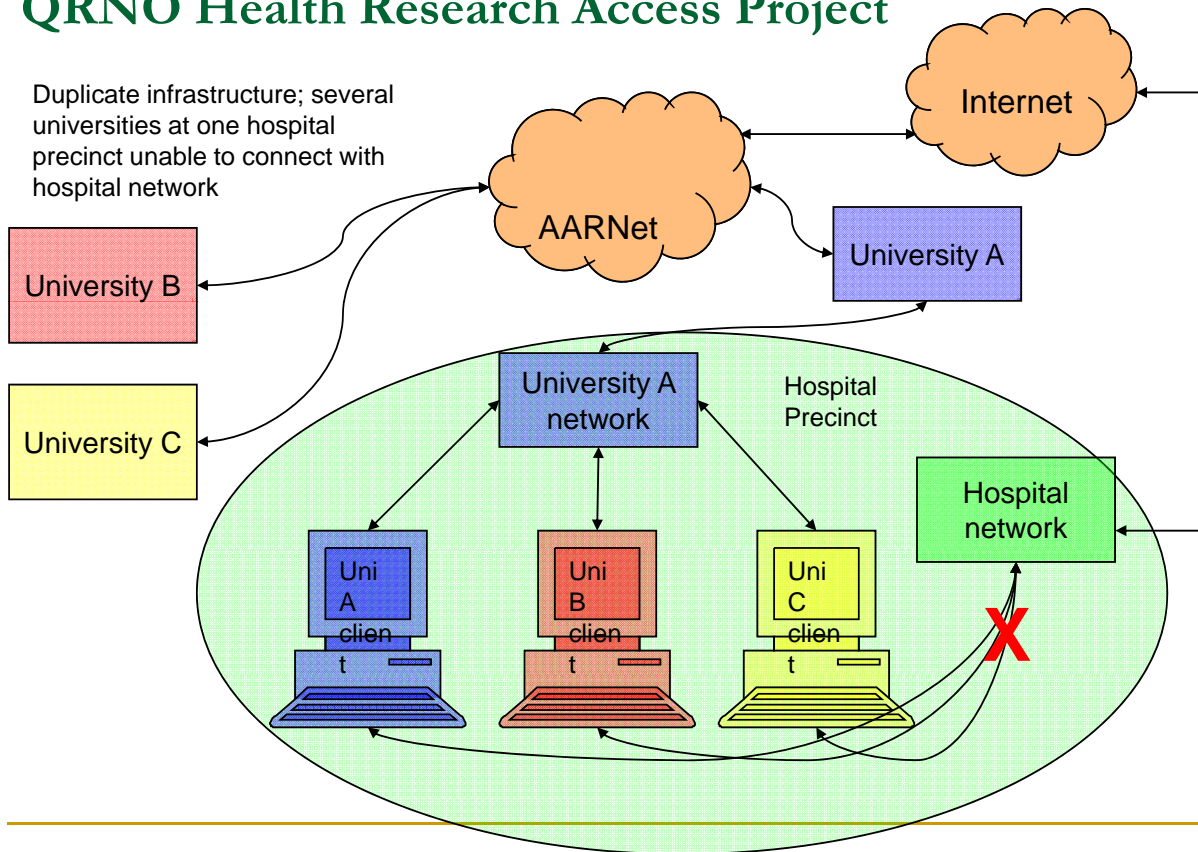 QRNO Health Research Access Project
Duplicate infrastructure; several
universities at one hospital
precinct unable to connect with
hospital network
Internet
AARNet
University A
University B
University C
University A
network
Hospital
Precinct
Hospital
network
Uni
A
clien
t
Uni
B
clien
t
Uni
C
clien
t
X